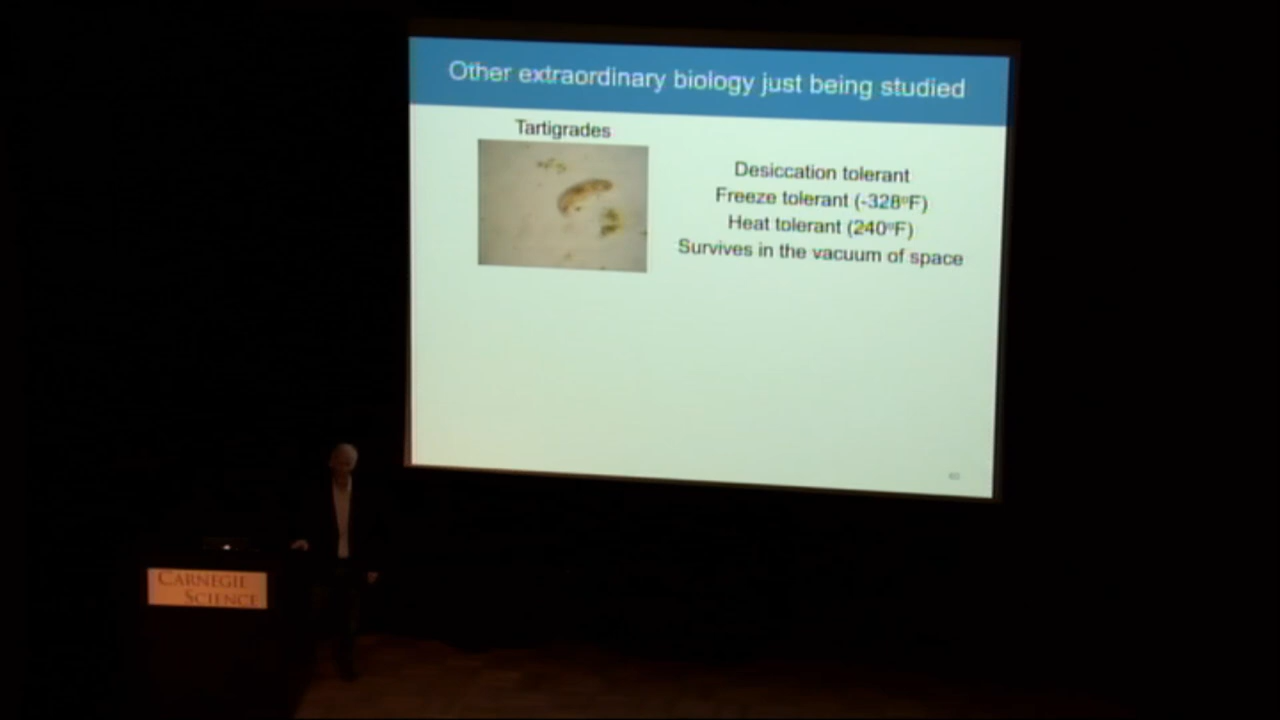 Other extraordinary biology just being studied
Tartigrades
Desiccation tolerant
Freeze tolerant (-328ºF)
Heat tolerant (240ºF)
Survives in the vacuum of space
CARNEGIE
SCIENCE